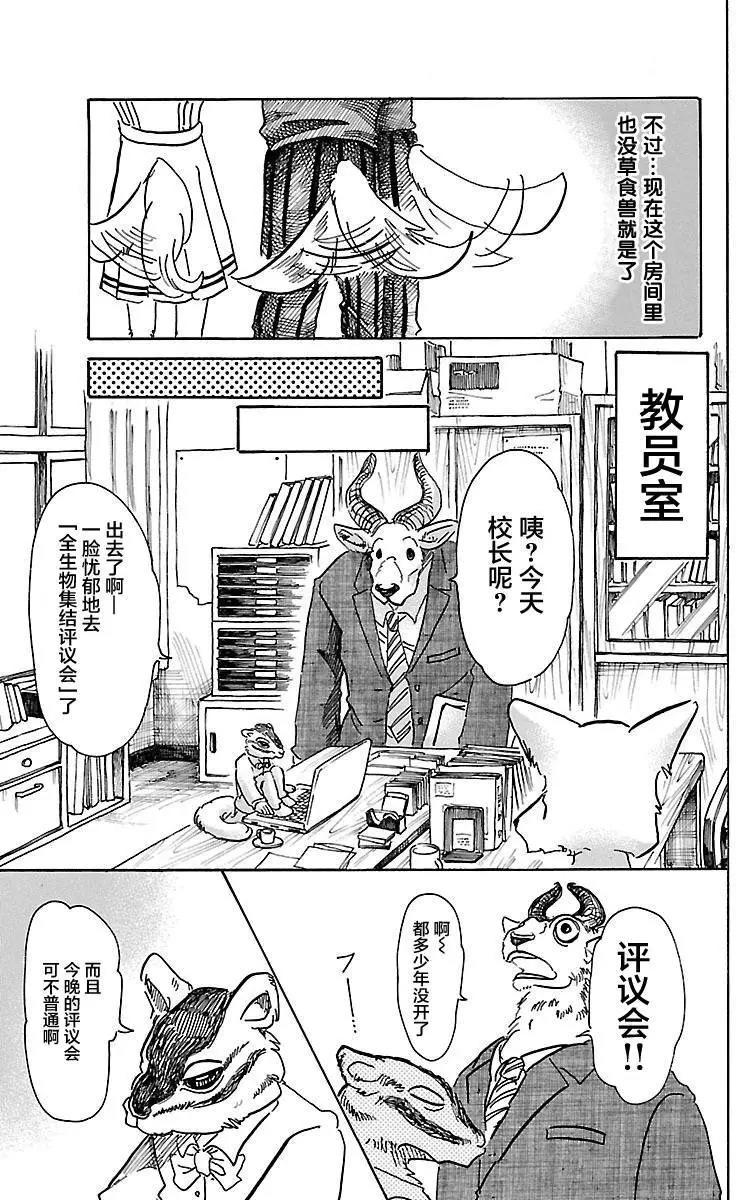 不过…现在这个房间里
也没草食兽就是了
教员室
咦？今天
校长呢？
出去了啊—
一脸忧郁地去
「全生物集结评议会」了
评议会！！
啊～
都多少年没开了
而且
今晚的评议会
可不普通啊